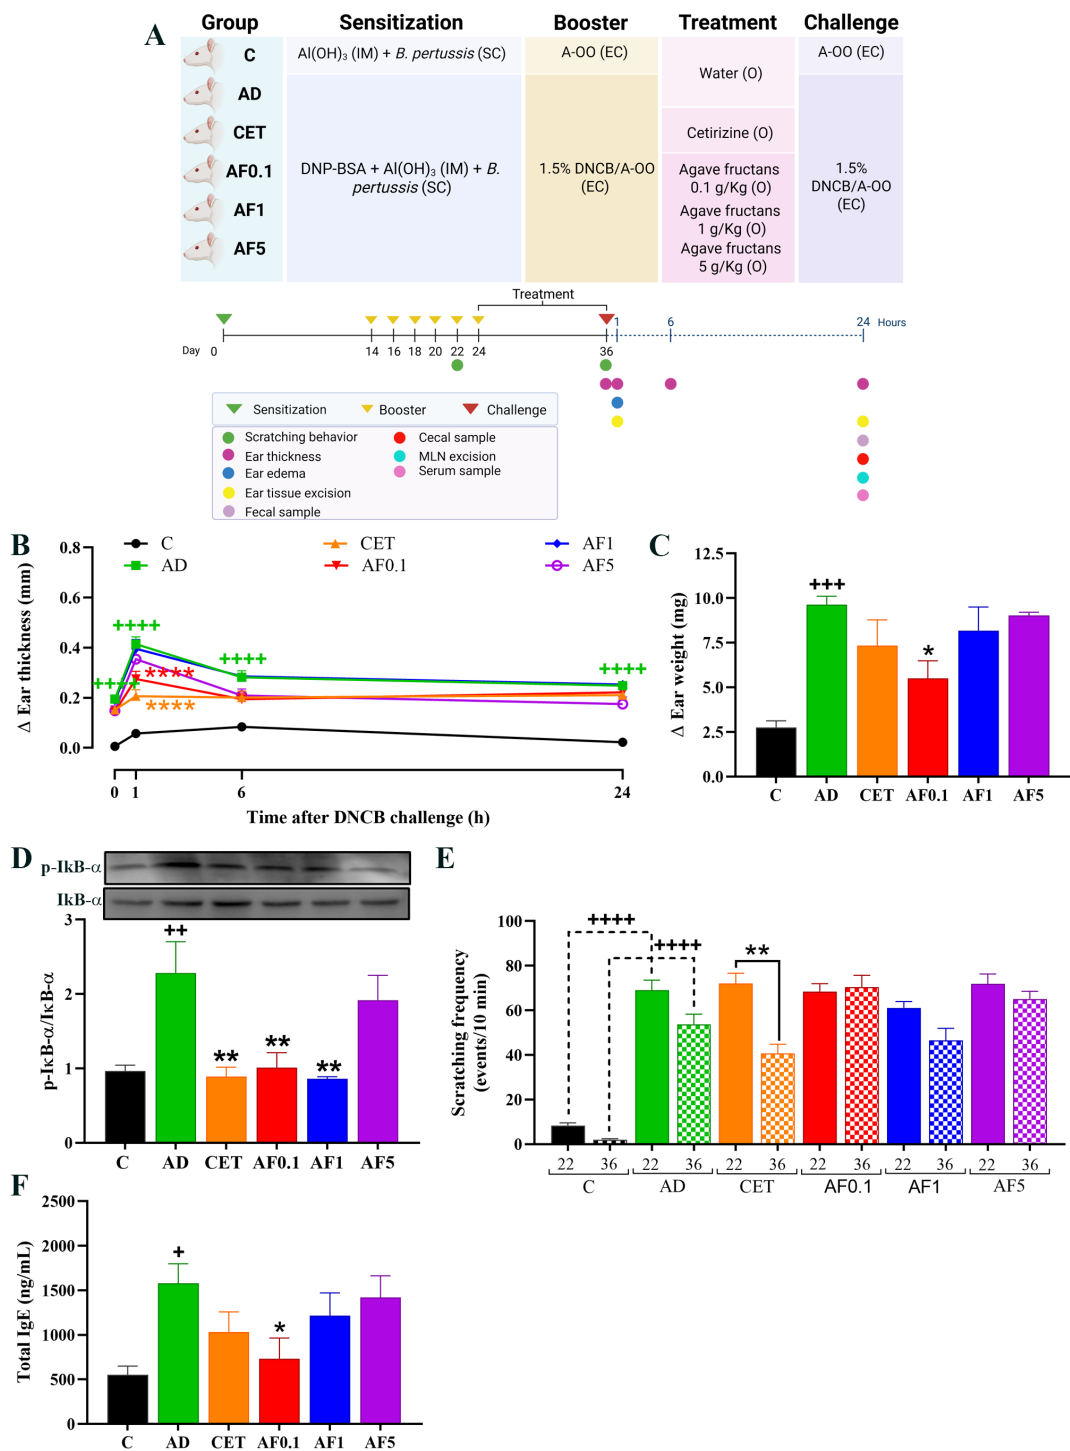 A
Group Sensitization Booster Treatment Challenge
C
Al(OH)₃ (IM) + B. pertussis (SC)
A-OO (EC)
Water (O)
A-OO (EC)
AD
CET
AF0.1
AF1
AF5
DNP-BSA + Al(OH)₃ (IM) + B.
pertussis (SC)
1.5% DNCB/A-OO
(EC)
Cetirizine (O)
Agave fructans
0.1 g/Kg (O)
Agave fructans
1 g/Kg (O)
Agave fructans
5 g/Kg (O)
1.5%
DNCB/A-OO
(EC)
Treatment
1 6 24 Hours
Day 0 14 16 18 20 22 24 36
Sensitization Booster Challenge
Scratching behavior
Ear thickness
Ear edema
Ear tissue excision
Fecal sample
Cecal sample
MLN excision
Serum sample
B
C CET AF1
AD AF0.1 AF5
Δ Ear thickness (mm)
0.8
0.6
0.4
0.2
0.0
++++
++++
++++
++++
****
****
0 1 6 24
Time after DNCB challenge (h)
C
Δ Ear weight (mg)
12.5
10.0
7.5
5.0
2.5
0.0
+++
*
C AD CET AF0.1 AF1 AF5
D
p-IkB-α
IkB-α
p-IκB-α/IκB-α
3
2
1
0
++
**
**
**
C AD CET AF0.1 AF1 AF5
E
Scratching frequency
(events/10 min)
100
80
60
40
20
0
++++
++++
**
22 36 22 36 22 36 22 36 22 36 22 36
C AD CET AF0.1 AF1 AF5
F
Total IgE (ng/mL)
2500
2000
1500
1000
500
0
+
*
C AD CET AF0.1 AF1 AF5